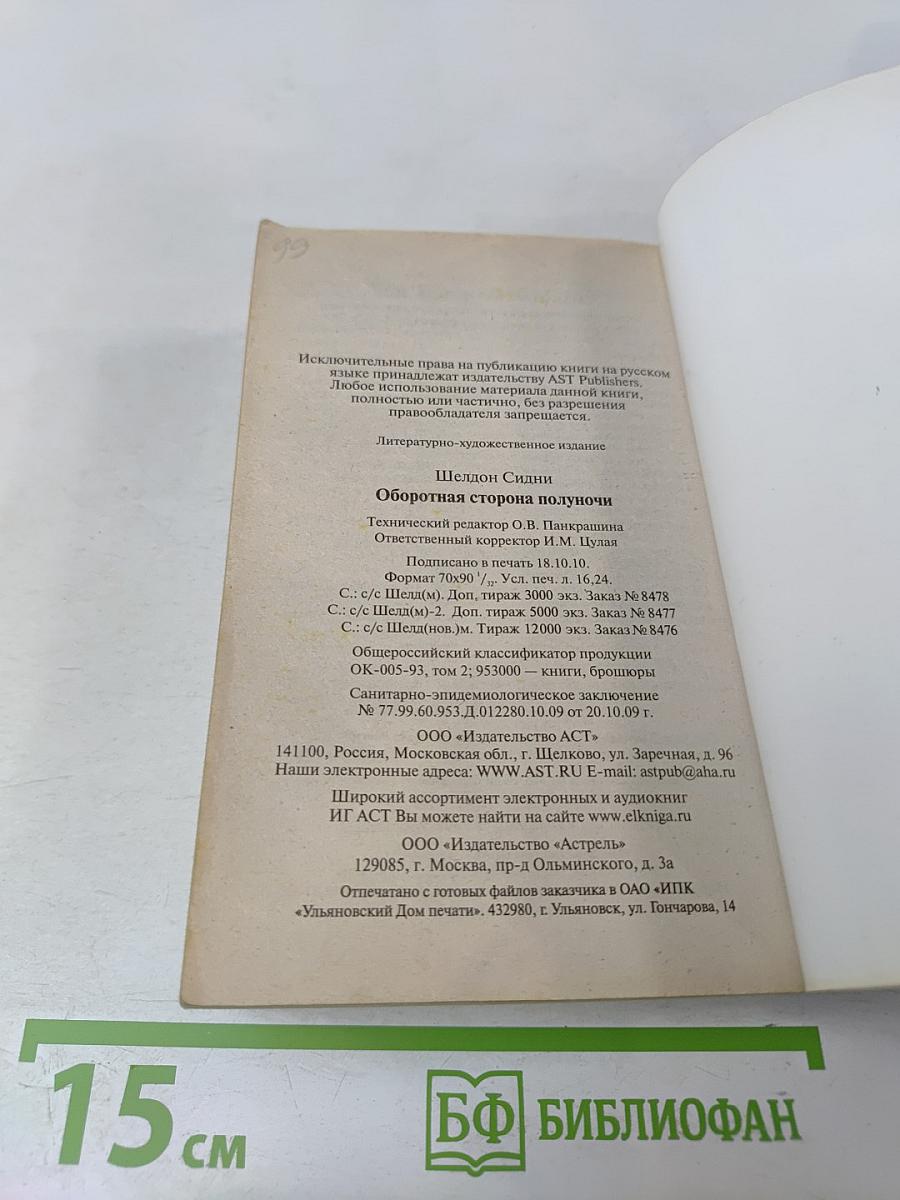 99
Исключительные права на публикацию книги на русском
языке принадлежат издательству AST Publishers.
Любое использование материала данной книги,
полностью или частично, без разрешения
правообладателя запрещается.
Литературно-художественное издание
Шелдон Сидни
Оборотная сторона полуночи
Технический редактор О.В. Панкрашина
Ответственный корректор И.М. Цулая
Подписано в печать 18.10.10.
Формат 70х90 1/32. Усл. печ. л. 16,24.
С.: с/с Шелд(м). Доп, тираж 3000 экз. Заказ № 8478
С.: с/с Шелд(м)-2. Доп. тираж 5000 экз. Заказ № 8477
С.: с/с Шелд(нов.)м. Тираж 12000 экз. Заказ № 8476
Общероссийский классификатор продукции
ОК-005-93, том 2; 953000 — книги, брошюры
Санитарно-эпидемиологическое заключение
№ 77.99.60.953.Д.012280.10.09 от 20.10.09 г.
ООО «Издательство АСТ»
141100, Россия, Московская обл., г. Щелково, ул. Заречная, д. 96
Наши электронные адреса: WWW.AST.RU E-mail: astpub@aha.ru
Широкий ассортимент электронных и аудиокниг
ИГ АСТ Вы можете найти на сайте www.elkniga.ru
ООО «Издательство «Астрель»
129085, г. Москва, пр-д Ольминского, д. 3а
Отпечатано с готовых файлов заказчика в ОАО «ИПК
«Ульяновский Дом печати». 432980, г. Ульяновск, ул. Гончарова, 14
15 см
БФ БИБЛИОФАН